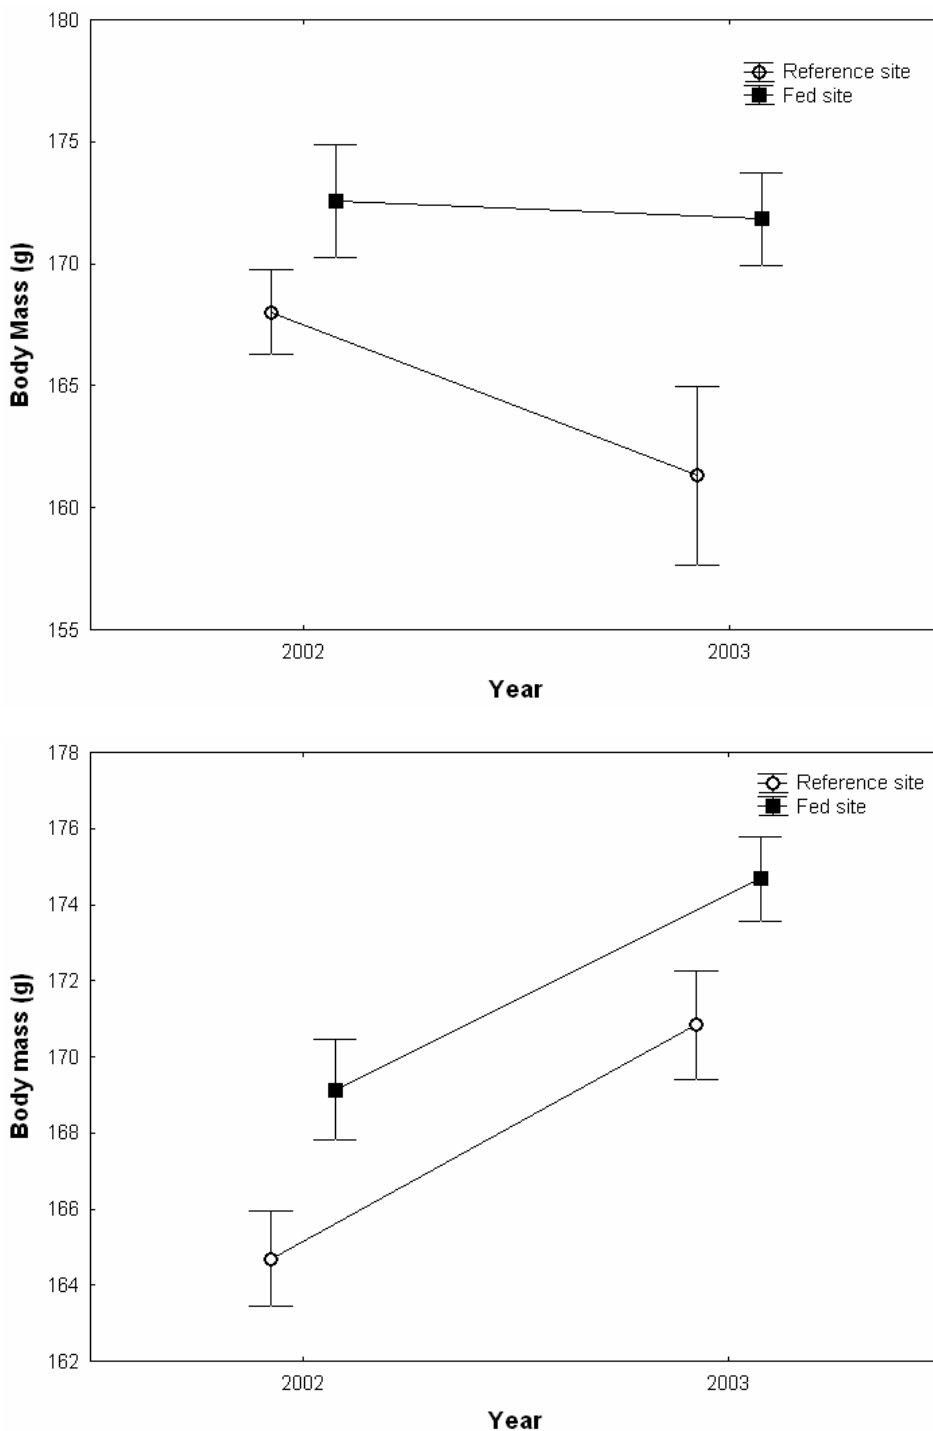 180
Reference site
Fed site
175
170
Body Mass (g)
165
160
155
2002 2003
Year
178
Reference site
176
Fed site
174
172
170
Body mass (g)
168
166
164
162
2002 2003
Year